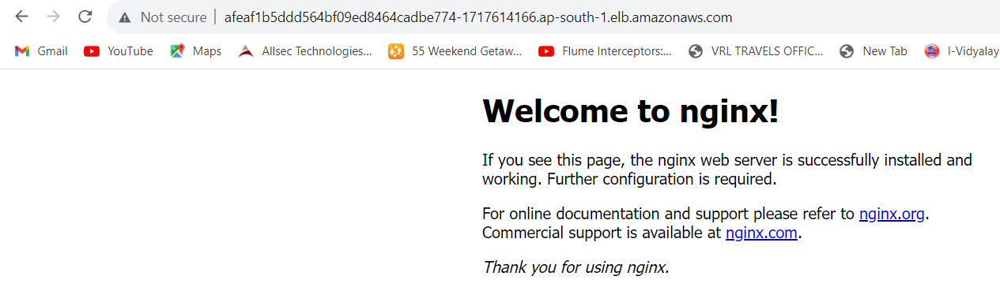 Not secure | afeaf1b5ddd564bf09ed8464cadbe774-1717614166.ap-south-1.elb.amazonaws.com
Gmail YouTube Maps Allsec Technologies... 55 Weekend Getaw... Flume Interceptors:... VRL TRAVELS OFFIC... New Tab I-Vidyalay
Welcome to nginx!
If you see this page, the nginx web server is successfully installed and
working. Further configuration is required.
For online documentation and support please refer to nginx.org.
Commercial support is available at nginx.com.
Thank you for using nginx.